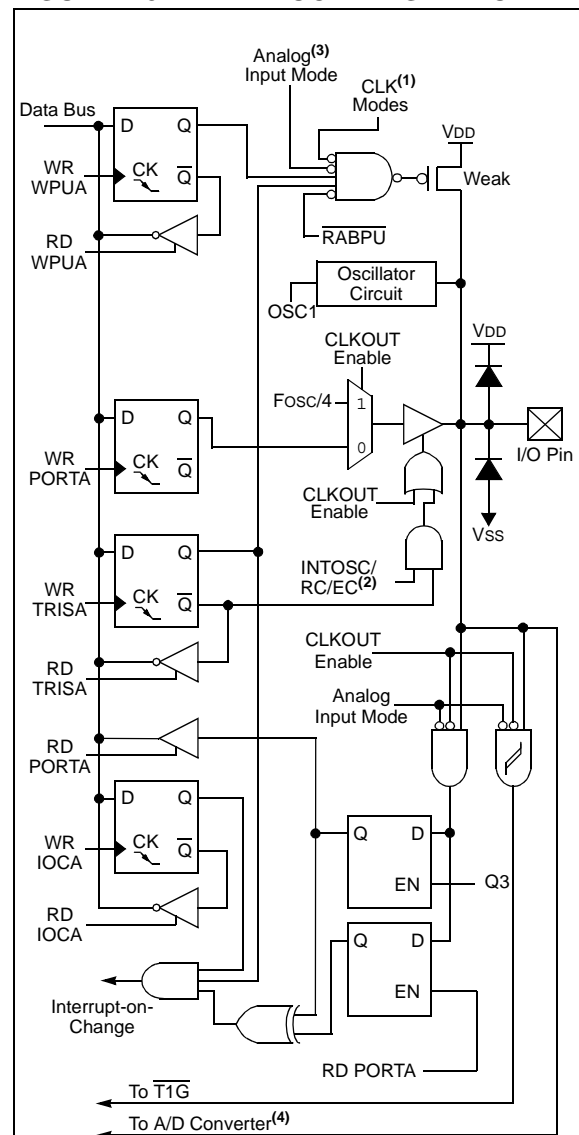 Analog(3)
Input Mode
CLK(1)
Modes
Data Bus
D Q
VDD
WR
WPUA
CK
Q
Weak
RD
WPUA
RABPU
Oscillator
Circuit
OSC1
CLKOUT
Enable
VDD
FOSC/4
1
D Q
0
I/O Pin
WR
PORTA
CK
Q
CLKOUT
Enable
VSS
D Q
INTOSC/
RC/EC(2)
WR
TRISA
CK
Q
CLKOUT
Enable
RD
TRISA
Analog
Input Mode
RD
PORTA
D Q
Q D
WR
IOCA
CK
Q
EN
Q3
RD
IOCA
Q D
EN
Interrupt-on-
Change
RD PORTA
To T1G
To A/D Converter(4)